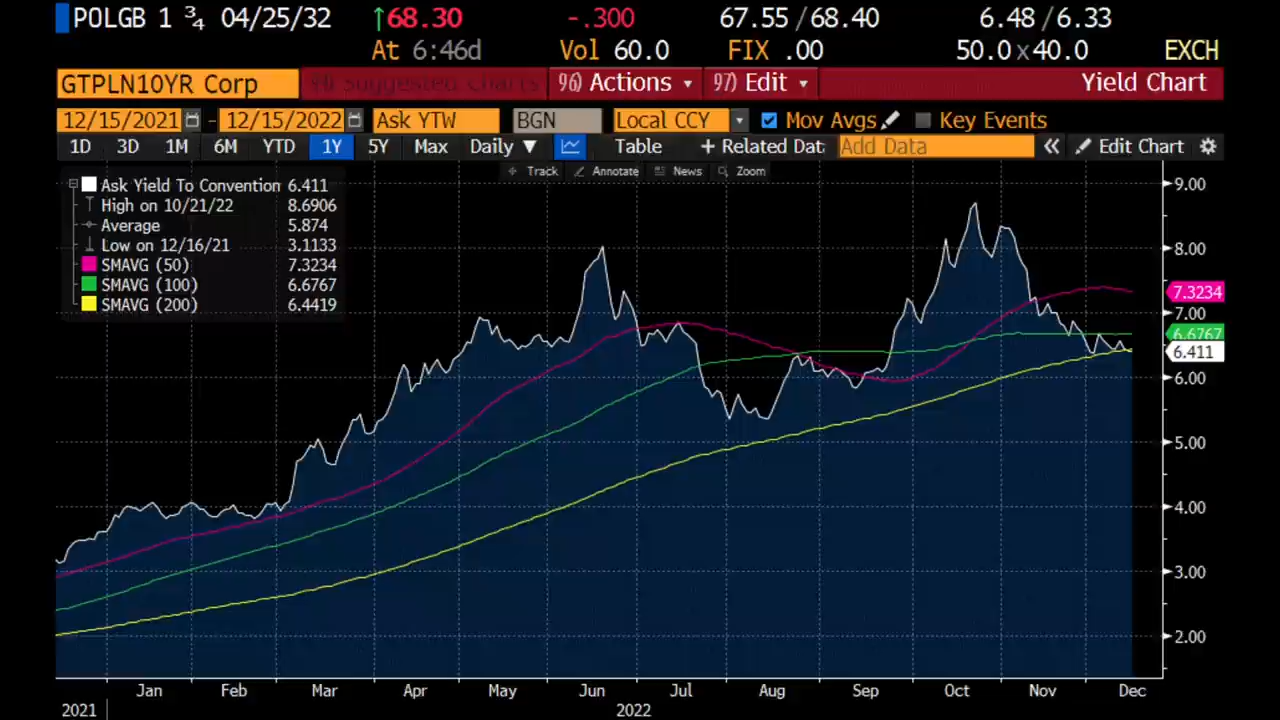 POLGB 1 ¾ 04/25/32 ↑68.30 -.300 67.55 / 68.40 6.48 / 6.33
At 6:46d Vol 60.0 FIX .00 50.0 x 40.0 EXCH
GTPLN10YR Corp 94) Suggested Charts 96) Actions 97) Edit Yield Chart
12/15/2021 - 12/15/2022 Ask YTW BGN Local CCY Mov Avgs Key Events
1D 3D 1M 6M YTD 1Y 5Y Max Daily ▼ Table + Related Dat Add Data « Edit Chart
Track Annotate News Zoom
Ask Yield To Convention 6.411
High on 10/21/22 8.6906
Average 5.874
Low on 12/16/21 3.1133
SMAVG (50) 7.3234
SMAVG (100) 6.6767
SMAVG (200) 6.4419
9.00
8.00
7.3234
7.00
6.6767
6.411
6.00
5.00
4.00
3.00
2.00
Jan Feb Mar Apr May Jun Jul Aug Sep Oct Nov Dec
2021 2022